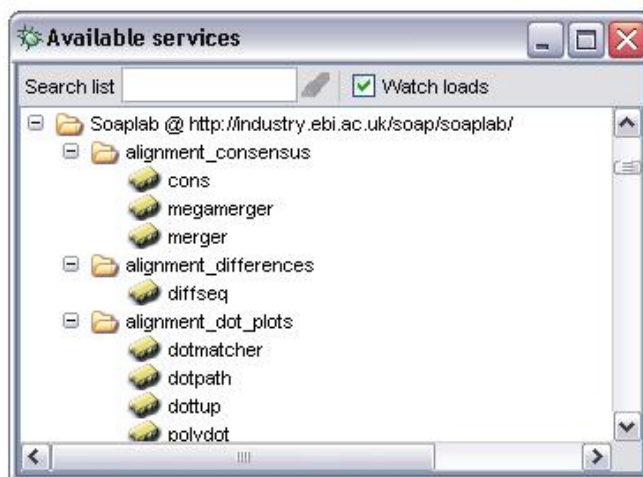 Available services
Search list
Watch loads
Soaplab @ http://industry.ebi.ac.uk/soap/soaplab/
alignment_consensus
cons
megamerger
merger
alignment_differences
diffseq
alignment_dot_plots
dotmatcher
dotpath
dottup
polydot